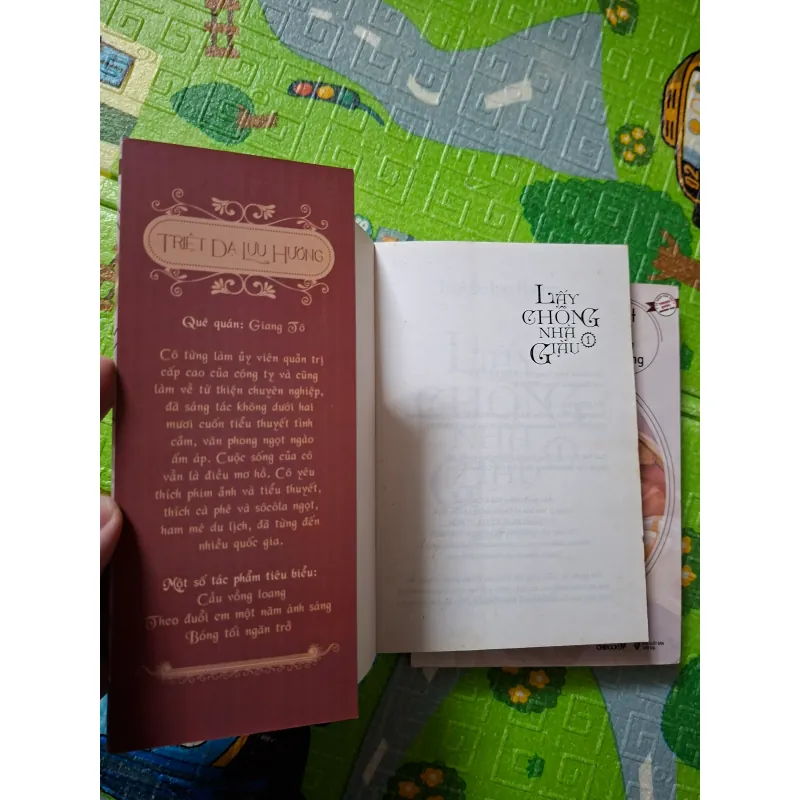 TRIỆT DẠ LƯU HƯƠNG
Quê quán: Giang Tô
Cô từng làm ủy viên quản trị
cấp cao của công ty và cũng
làm về từ thiện chuyên nghiệp,
đã sáng tác không dưới hai
mươi cuốn tiểu thuyết tình
cảm, văn phong ngọt ngào
ấm áp. Cuộc sống của cô
vẫn là điều mơ hồ. Cô yêu
thích phim ảnh và tiểu thuyết,
thích cà phê và sôcôla ngọt,
ham mê du lịch, đã từng đến
nhiều quốc gia.
Một số tác phẩm tiêu biểu:
Cầu vồng loang
Theo đuổi em một năm ánh sáng
Bóng tối ngăn trở
LẤY
CHỒNG
NHÀ
GIÀU 1
02